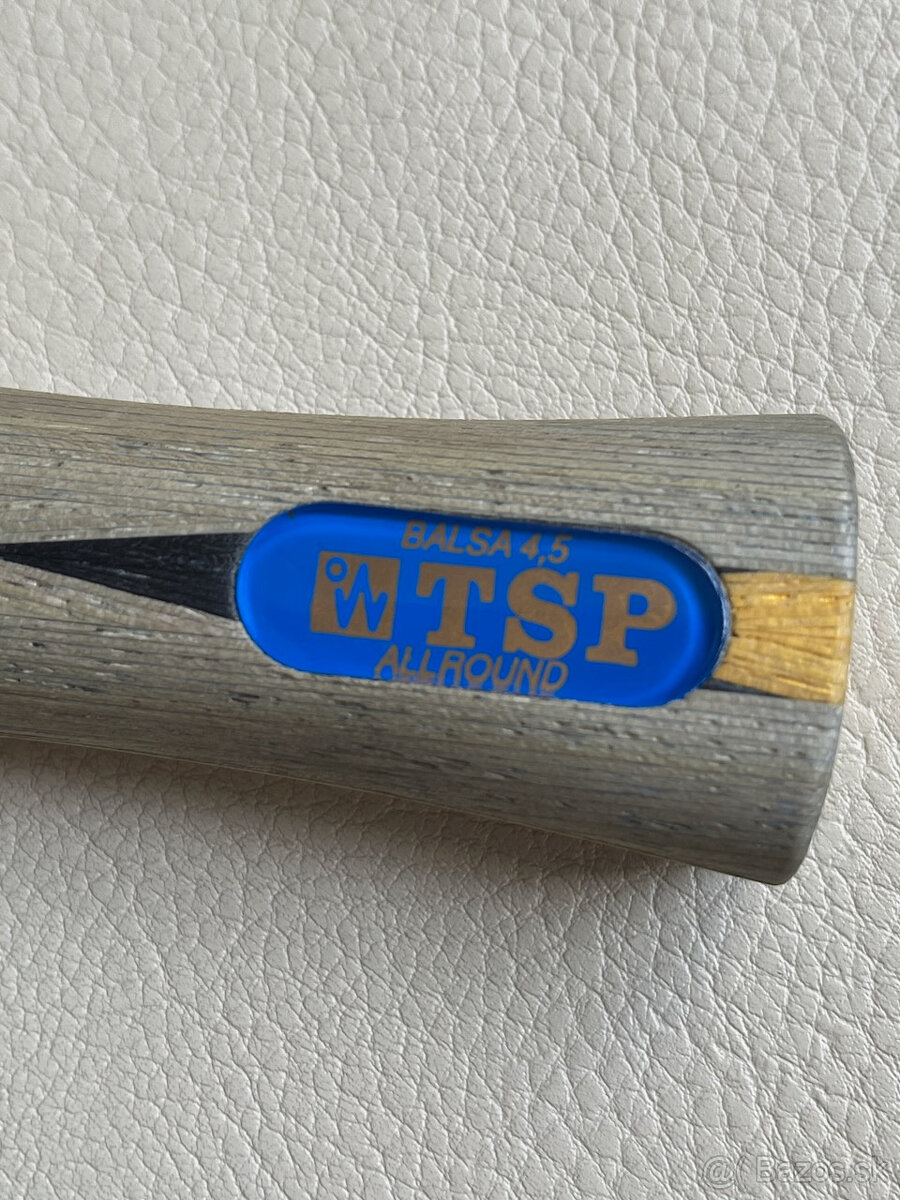 BALSA 4,5
TSP
ALLROUND
@ Bazos.sk